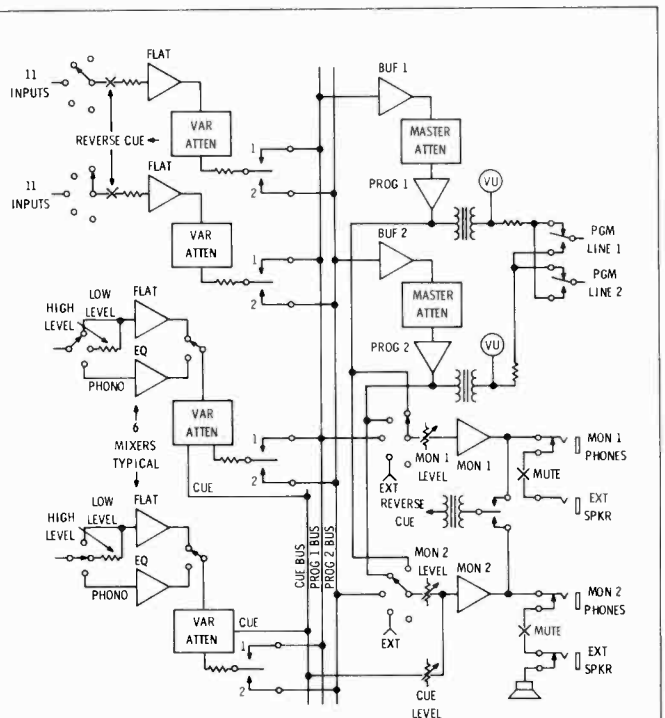 FLAT
11
INPUTS
REVERSE CUE
VAR
ATTEN
1
2
FLAT
11
INPUTS
VAR
ATTEN
1
2
BUF 1
MASTER
ATTEN
PROG 1
VU
PGM
LINE 1
BUF 2
PGM
LINE 2
MASTER
ATTEN
PROG 2
VU
LOW
LEVEL
HIGH
LEVEL
FLAT
EQ
PHONO
6
MIXERS
TYPICAL
VAR
ATTEN
1
2
CUE
LOW
LEVEL
HIGH
LEVEL
FLAT
EQ
PHONO
VAR
ATTEN
CUE
1
2
CUE BUS
PROG 1 BUS
PROG 2 BUS
EXT
MON 1
LEVEL
MON 1
MON 1
PHONES
MUTE
EXT
SPKR
REVERSE
CUE
MON 2
LEVEL
MON 2
MON 2
PHONES
EXT
MUTE
EXT
SPKR
CUE
LEVEL